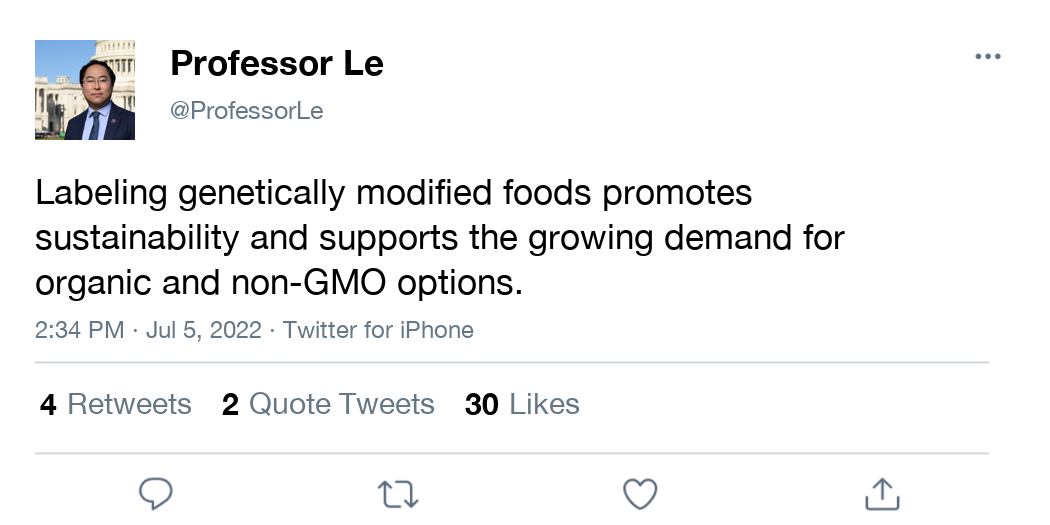 Professor Le
@ProfessorLe
Labeling genetically modified foods promotes
sustainability and supports the growing demand for
organic and non-GMO options.
2:34 PM · Jul 5, 2022 · Twitter for iPhone
4 Retweets 2 Quote Tweets 30 Likes